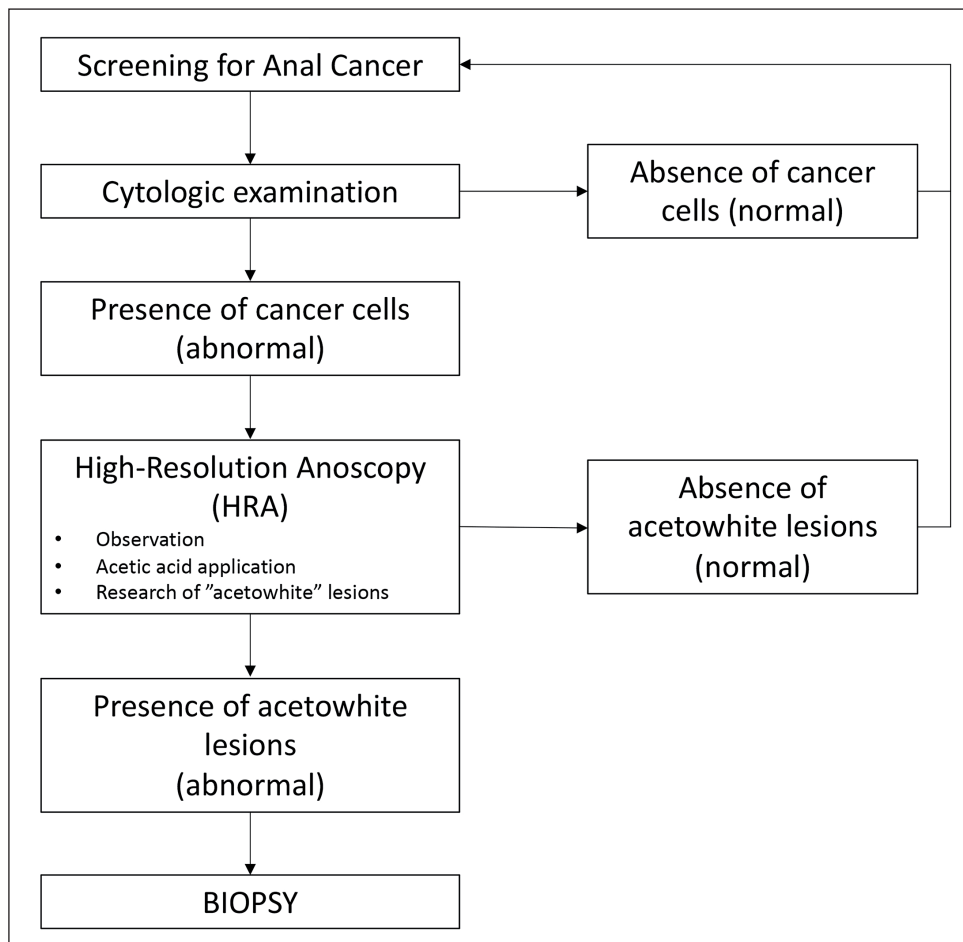 Screening for Anal Cancer
Cytologic examination
Absence of cancer
cells (normal)
Presence of cancer cells
(abnormal)
High-Resolution Anoscopy
(HRA)
• Observation
• Acetic acid application
• Research of ”acetowhite” lesions
Absence of
acetowhite lesions
(normal)
Presence of acetowhite
lesions
(abnormal)
BIOPSY